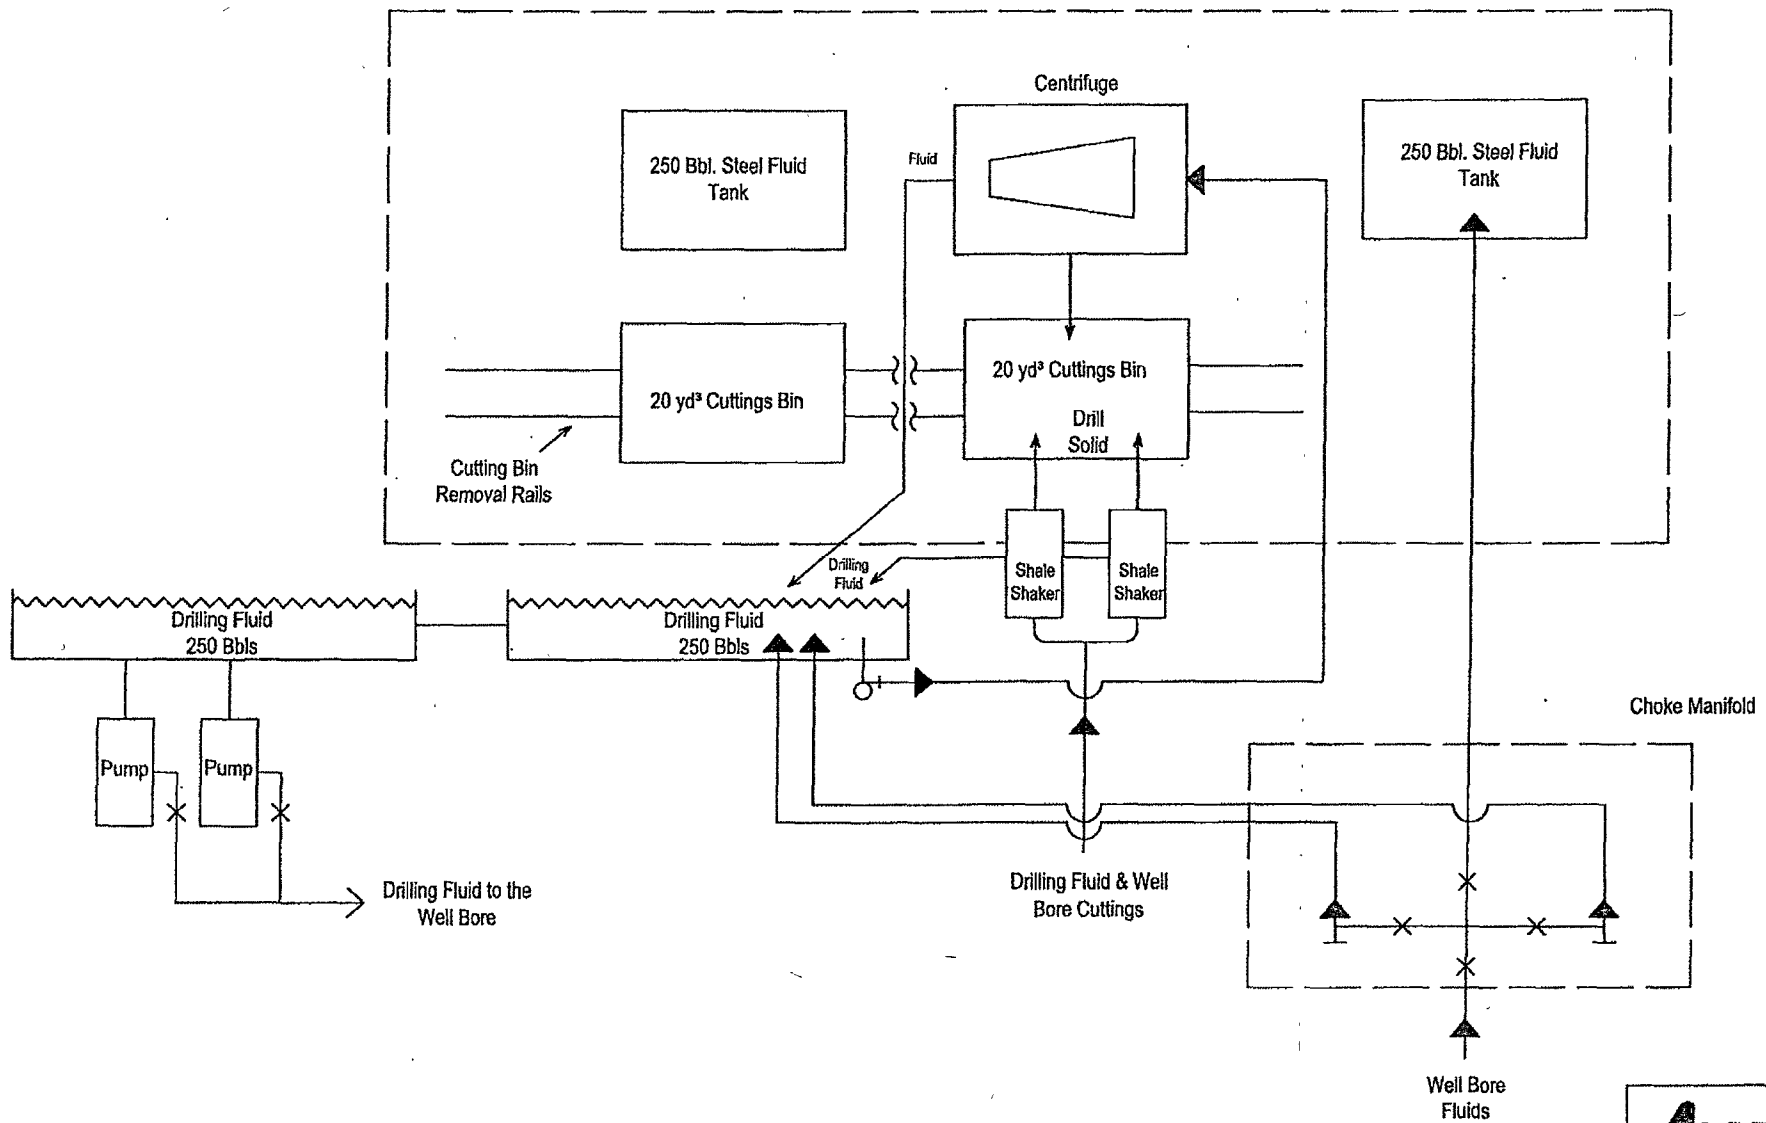 Centrifuge
250 Bbl. Steel Fluid
Tank
Fluid
250 Bbl. Steel Fluid
Tank
20 yd³ Cuttings Bin
20 yd³ Cuttings Bin
Drill
Solid
Cutting Bin
Removal Rails
Drilling
Fluid
Shale
Shaker
Shale
Shaker
Drilling Fluid
250 Bbls
Drilling Fluid
250 Bbls
Choke Manifold
Pump
Pump
Drilling Fluid to the
Well Bore
Drilling Fluid & Well
Bore Cuttings
Well Bore
Fluids